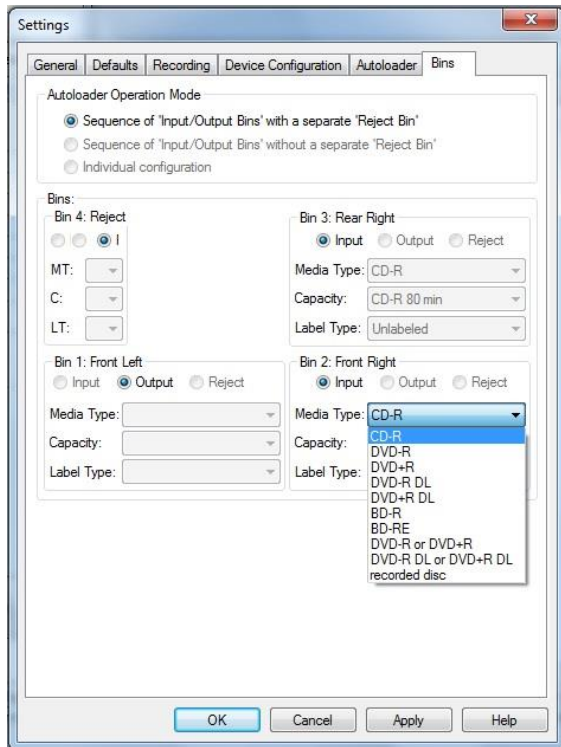 Settings
General Defaults Recording Device Configuration Autoloader Bins
Autoloader Operation Mode
Sequence of 'Input/Output Bins' with a separate 'Reject Bin'
Sequence of 'Input/Output Bins' without a separate 'Reject Bin'
Individual configuration
Bins:
Bin 4: Reject
I
MT:
C:
LT:
Bin 3: Rear Right
Input Output Reject
Media Type: CD-R
Capacity: CD-R 80 min
Label Type: Unlabeled
Bin 1: Front Left
Input Output Reject
Media Type:
Capacity:
Label Type:
Bin 2: Front Right
Input Output Reject
Media Type: CD-R
Capacity:
Label Type:
CD-R
DVD-R
DVD+R
DVD-R DL
DVD+R DL
BD-R
BD-RE
DVD-R or DVD+R
DVD-R DL or DVD+R DL
recorded disc
OK Cancel Apply Help